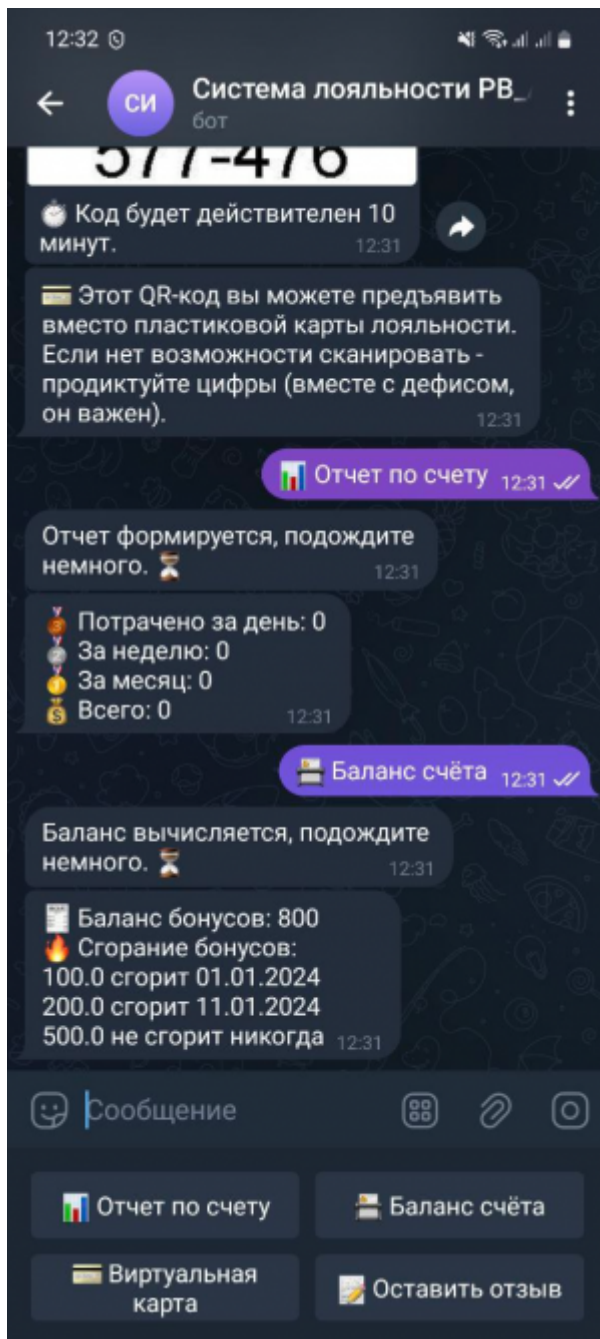 12:32
СИ
Система лояльности PB_
бот
577-476
Код будет действителен 10
минут.
12:31
Этот QR-код вы можете предъявить
вместо пластиковой карты лояльности.
Если нет возможности сканировать -
продиктуйте цифры (вместе с дефисом,
он важен).
12:31
Отчет по счету 12:31
Отчет формируется, подождите
немного.
12:31
Потрачено за день: 0
За неделю: 0
За месяц: 0
Всего: 0
12:31
Баланс счёта 12:31
Баланс вычисляется, подождите
немного.
12:31
Баланс бонусов: 800
Сгорание бонусов:
100.0 сгорит 01.01.2024
200.0 сгорит 11.01.2024
500.0 не сгорит никогда 12:31
Сообщение
Отчет по счету
Баланс счёта
Виртуальная
карта
Оставить отзыв